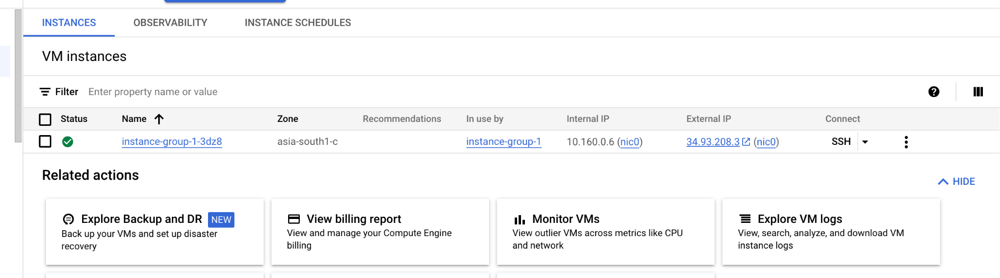 INSTANCES OBSERVABILITY INSTANCE SCHEDULES
VM instances
Filter Enter property name or value
Status Name Zone Recommendations In use by Internal IP External IP Connect
instance-group-1-3dz8 asia-south1-c instance-group-1 10.160.0.6 (nic0) 34.93.208.3 (nic0) SSH
Related actions
HIDE
Explore Backup and DR NEW
Back up your VMs and set up disaster
recovery
View billing report
View and manage your Compute Engine
billing
Monitor VMs
View outlier VMs across metrics like CPU
and network
Explore VM logs
View, search, analyze, and download VM
instance logs